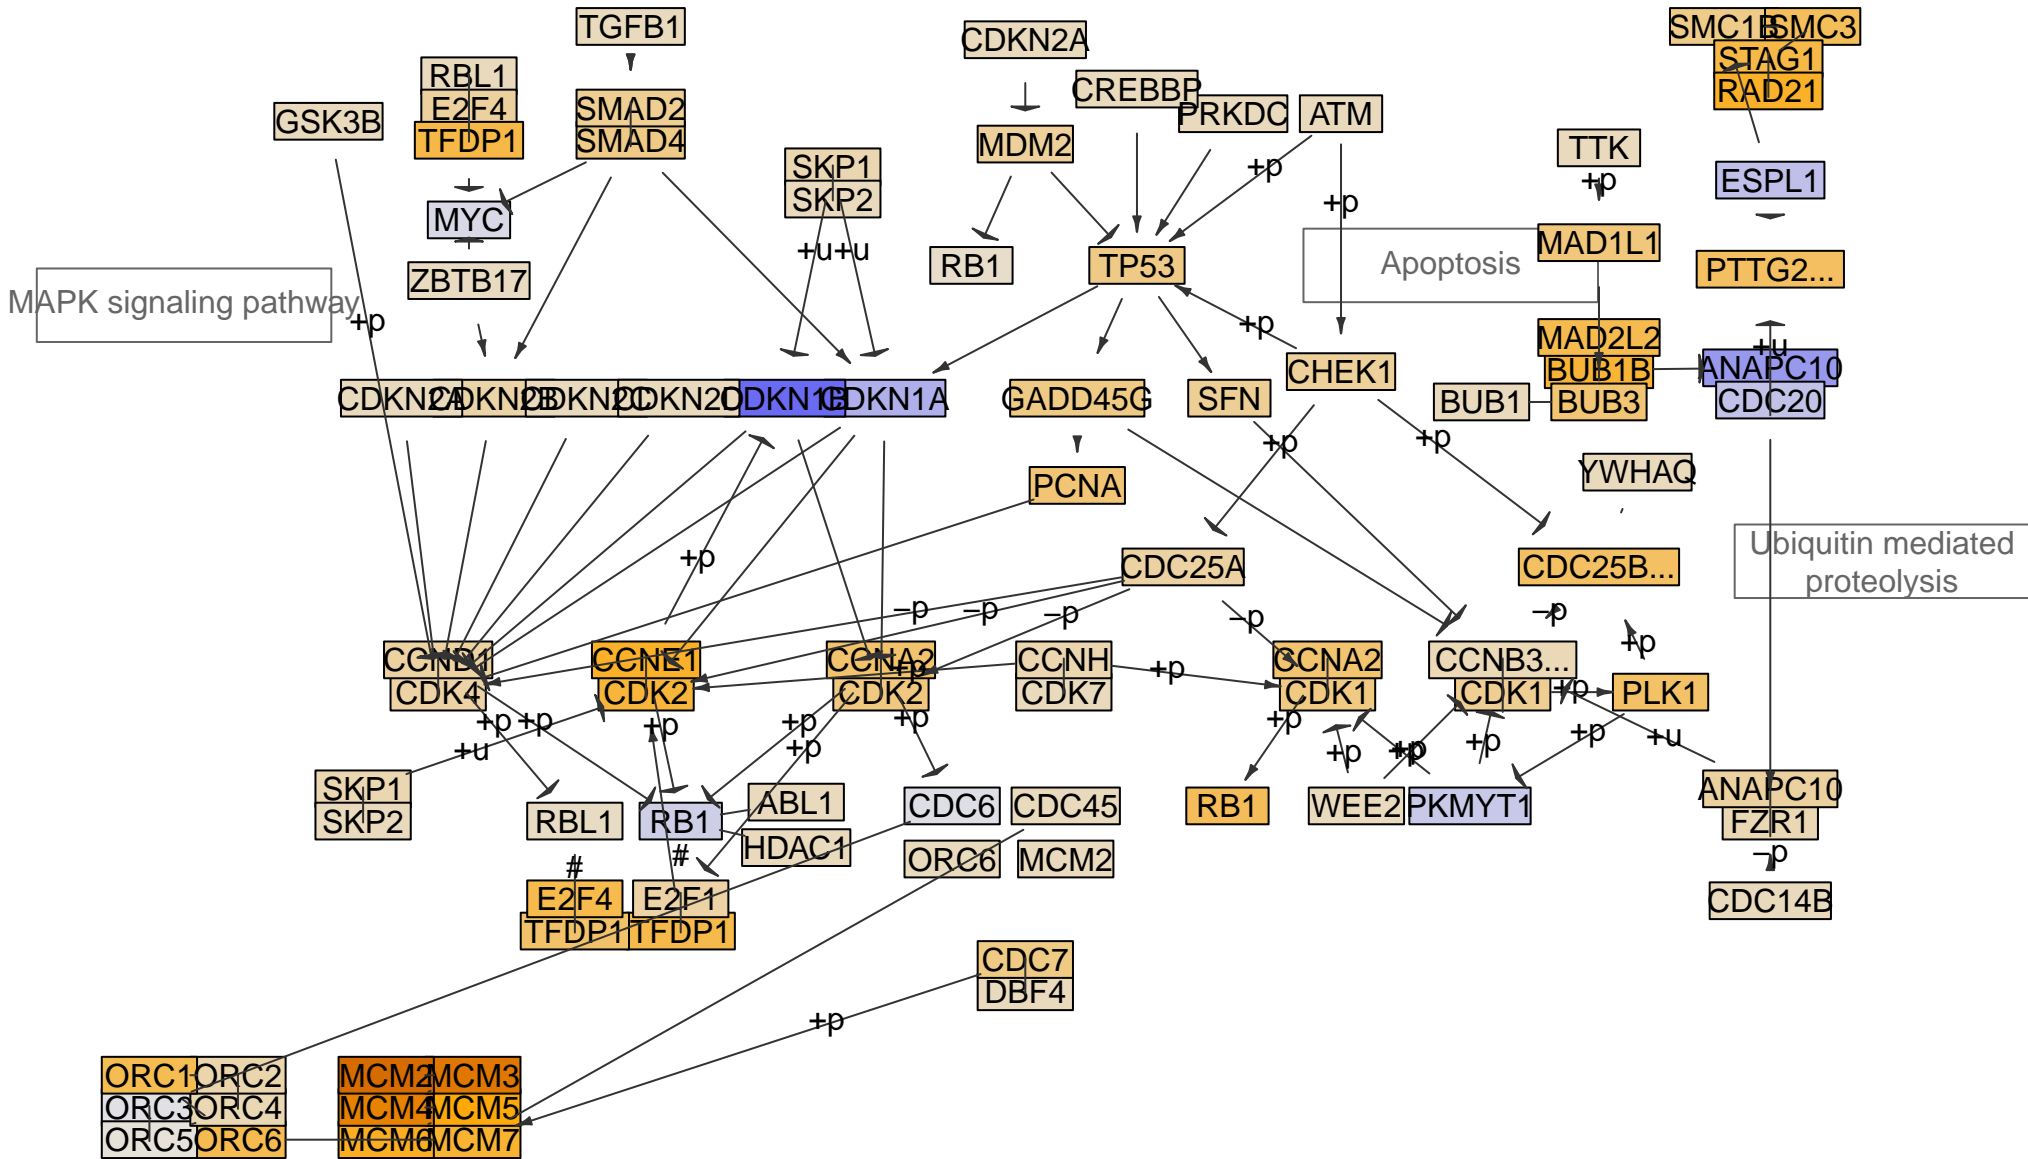 TGFB1
CDKN2A
SMC1B
SMC3
STAG1
RAD21
RBL1
E2F4
TFDP1
SMAD2
SMAD4
GSK3B
CREBBP
PRKDC
ATM
MDM2
TTK
+p
SKP1
SKP2
ESPL1
MYC
+p
+p
ZBTB17
+u
+u
RB1
TP53
Apoptosis
MAD1L1
PTTG2...
MAPK signaling pathway
+p
+p
MAD2L2
+u
CHEK1
BUB1B
ANAPC10
CDKN2A
CDKN2B
CDKN2C
CDKN2D
CDKN1B
CDKN1A
GADD45G
SFN
BUB1
BUB3
CDC20
+p
+p
PCNA
YWHAQ
Ubiquitin mediated
proteolysis
+p
CDC25A
CDC25B...
−p
−p
−p
−p
−p
+p
CCND1
CDK4
CCNE1
CDK2
CCNA2
CDK2
+p
CCNH
CDK7
+p
CCNA2
CDK1
CCNB3...
CDK1
+p
PLK1
+p
+p
+p
+p
+p
+p
+p
+u
+p
+p
+p
+p
+p
+u
SKP1
SKP2
RBL1
RB1
ABL1
HDAC1
CDC6
CDC45
ORC6
MCM2
RB1
WEE2
PKMYT1
ANAPC10
FZR1
−p
CDC14B
#
#
E2F4
TFDP1
E2F1
TFDP1
CDC7
DBF4
+p
ORC1
ORC2
ORC3
ORC4
ORC5
ORC6
MCM2
MCM3
MCM4
MCM5
MCM6
MCM7